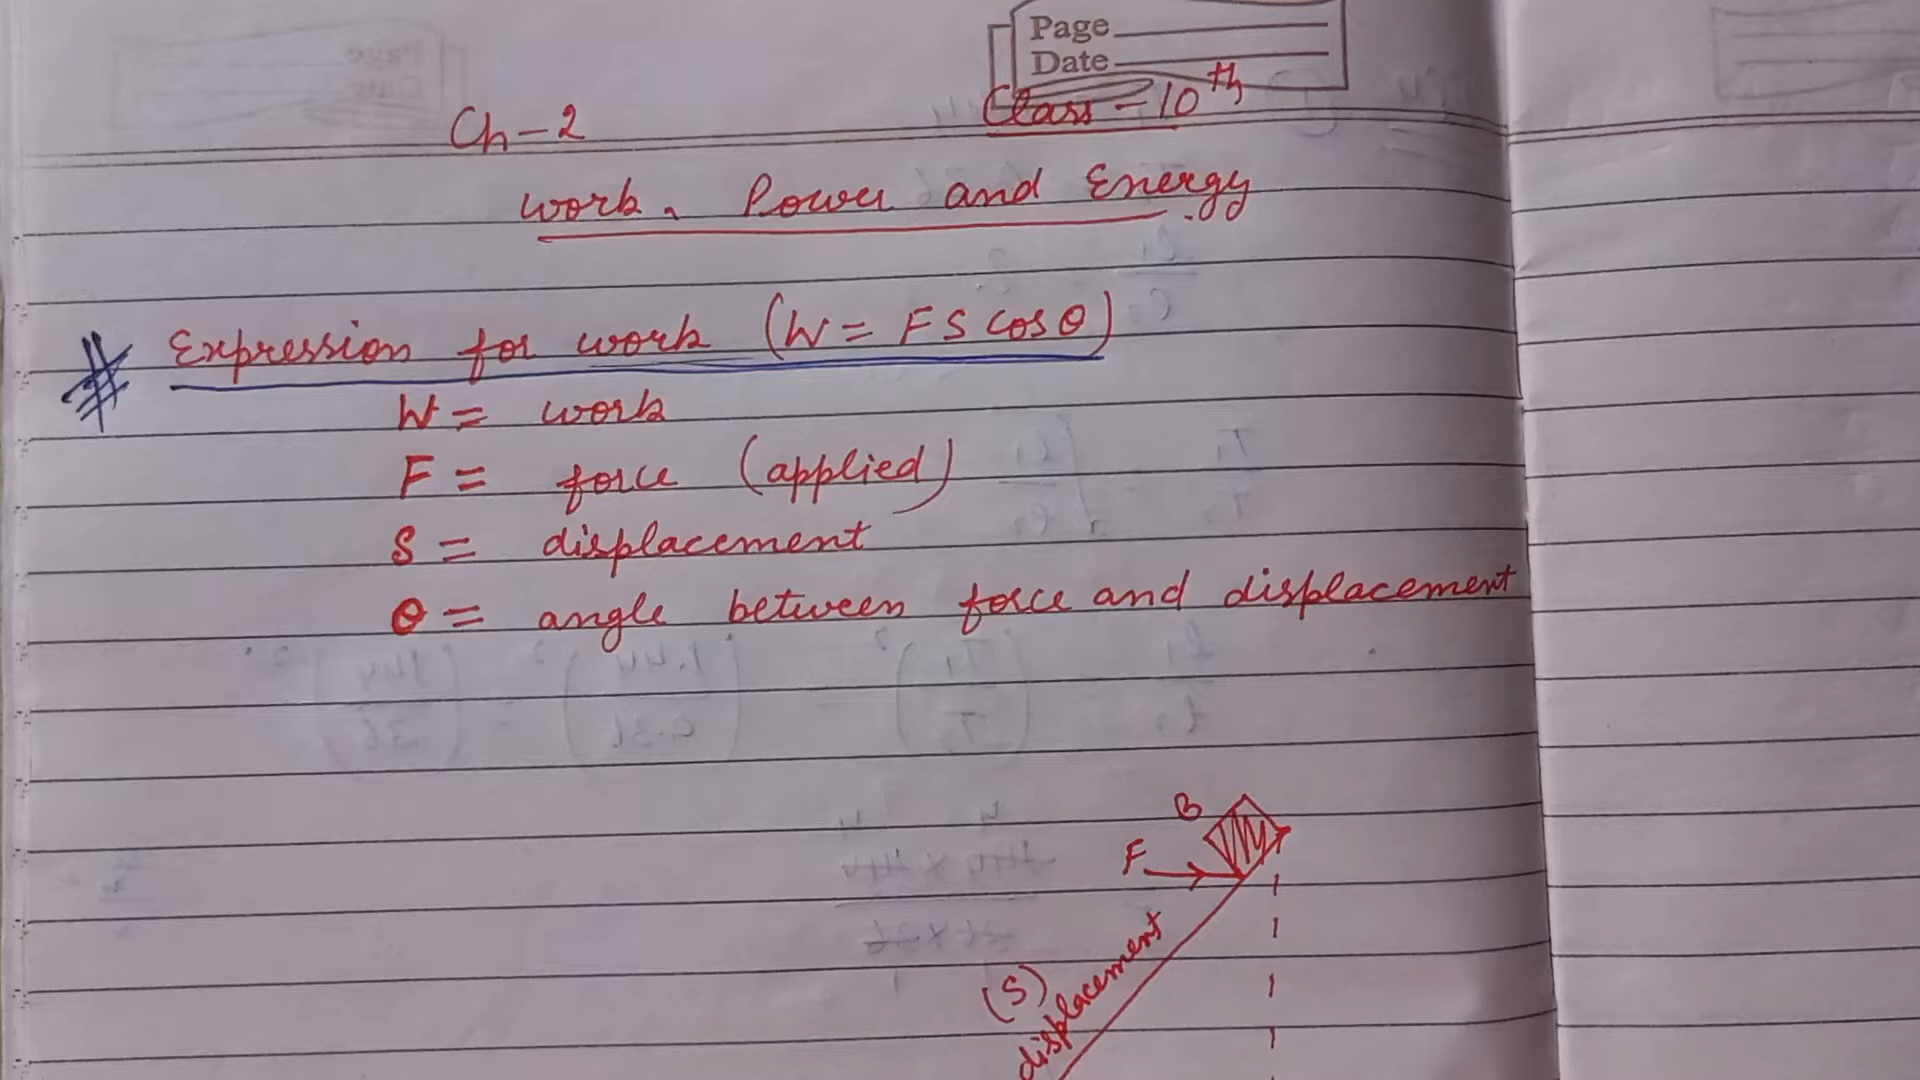 Page
Date
Class - 10th
Ch - 2
Work, Power and Energy.
# Expression for work (W = FS cosθ)
W = work
F = force (applied)
S = displacement
θ = angle between force and displacement
B
F
(S)
displacement